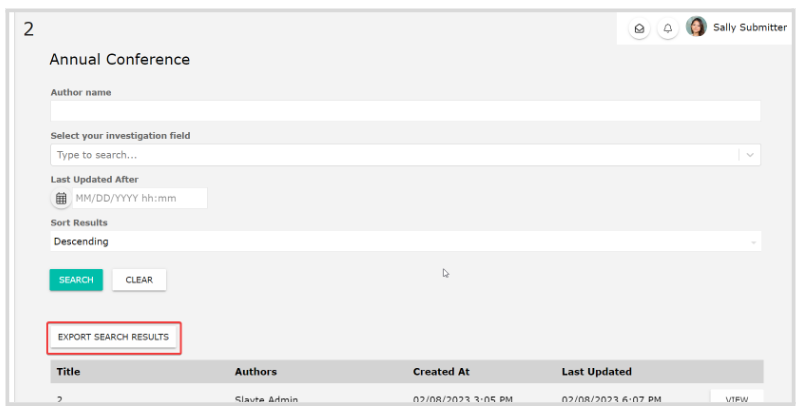 2
Sally Submitter
Annual Conference
Author name
Select your investigation field
Type to search...
Last Updated After
MM/DD/YYYY hh:mm
Sort Results
Descending
SEARCH CLEAR
EXPORT SEARCH RESULTS
Title Authors Created At Last Updated
2 Slayte Admin 02/08/2023 3:05 PM 02/08/2023 6:07 PM VIEW